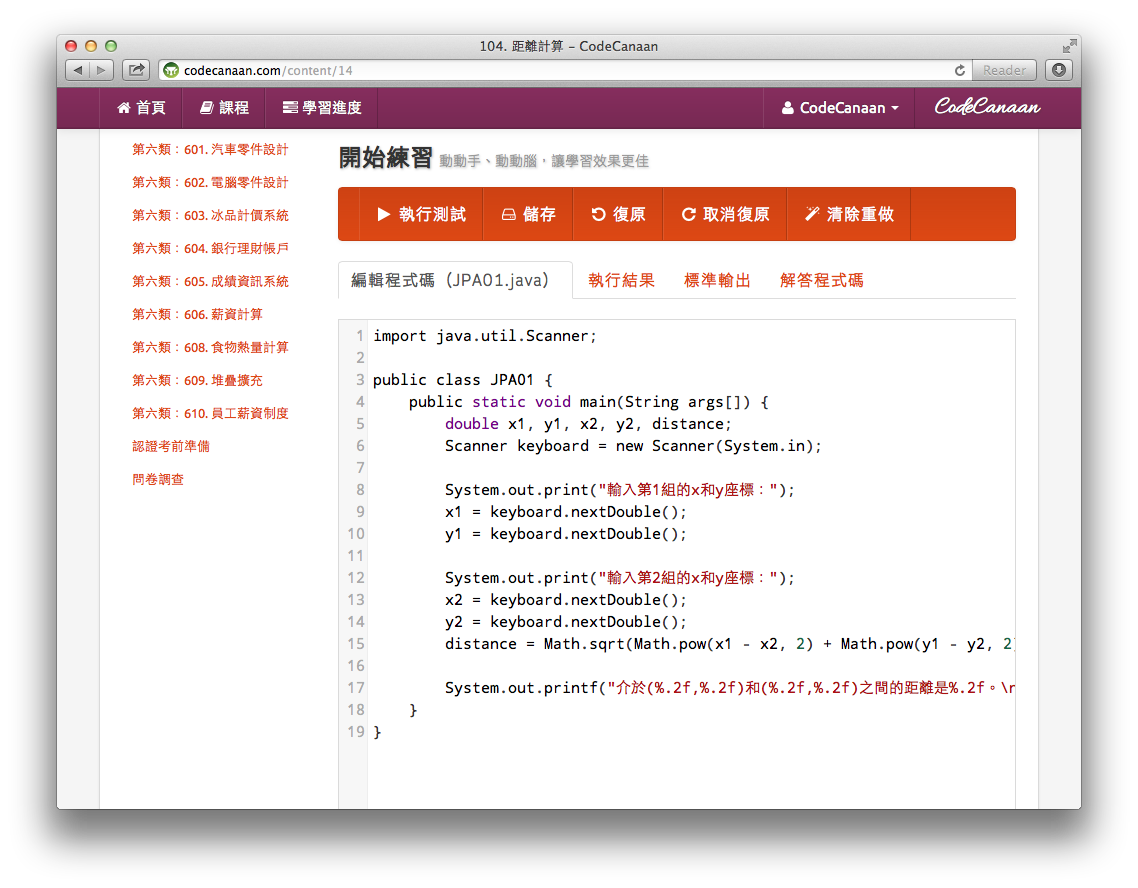 104. 距離計算 – CodeCanaan
codecanaan.com/content/14
Reader
首頁 課程 學習進度 CodeCanaan CodeCanaan
第六類：601. 汽車零件設計
第六類：602. 電腦零件設計
第六類：603. 冰品計價系統
第六類：604. 銀行理財帳戶
第六類：605. 成績資訊系統
第六類：606. 薪資計算
第六類：608. 食物熱量計算
第六類：609. 堆疊擴充
第六類：610. 員工薪資制度
認證考前準備
問卷調查
開始練習 動動手、動動腦，讓學習效果更佳
執行測試 儲存 復原 取消復原 清除重做
編輯程式碼（JPA01.java） 執行結果 標準輸出 解答程式碼
1 import java.util.Scanner;
2
3 public class JPA01 {
4     public static void main(String args[]) {
5         double x1, y1, x2, y2, distance;
6         Scanner keyboard = new Scanner(System.in);
7
8         System.out.print("輸入第1組的x和y座標：");
9         x1 = keyboard.nextDouble();
10         y1 = keyboard.nextDouble();
11
12         System.out.print("輸入第2組的x和y座標：");
13         x2 = keyboard.nextDouble();
14         y2 = keyboard.nextDouble();
15         distance = Math.sqrt(Math.pow(x1 - x2, 2) + Math.pow(y1 - y2, 2)
16
17         System.out.printf("介於(%.2f,%.2f)和(%.2f,%.2f)之間的距離是%.2f。\n
18     }
19 }